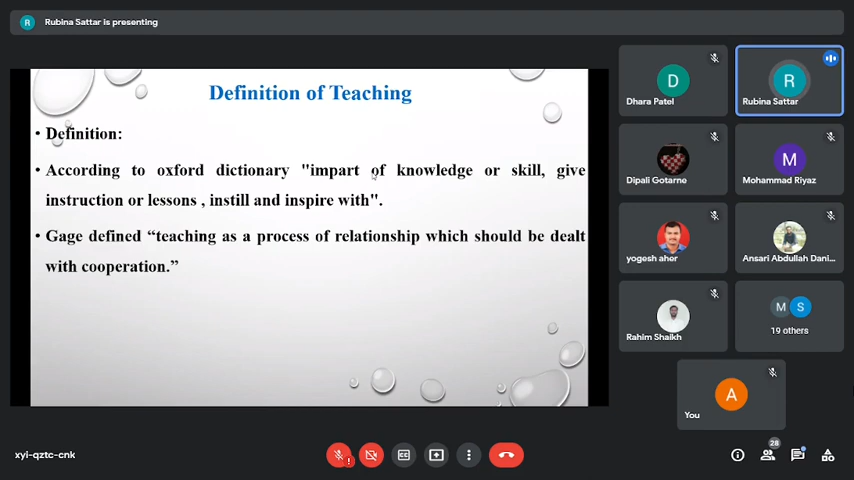 R Rubina Sattar is presenting
Definition of Teaching
• Definition:
• According to oxford dictionary "impart of knowledge or skill, give
instruction or lessons , instill and inspire with".
• Gage defined “teaching as a process of relationship which should be dealt
with cooperation.”
D
Dhara Patel
R
Rubina Sattar
Dipali Gotarne
M
Mohammad Riyaz
yogesh aher
Ansari Abdullah Dani...
Rahim Shaikh
M S
19 others
A
You
xyi-qztc-cnk
28